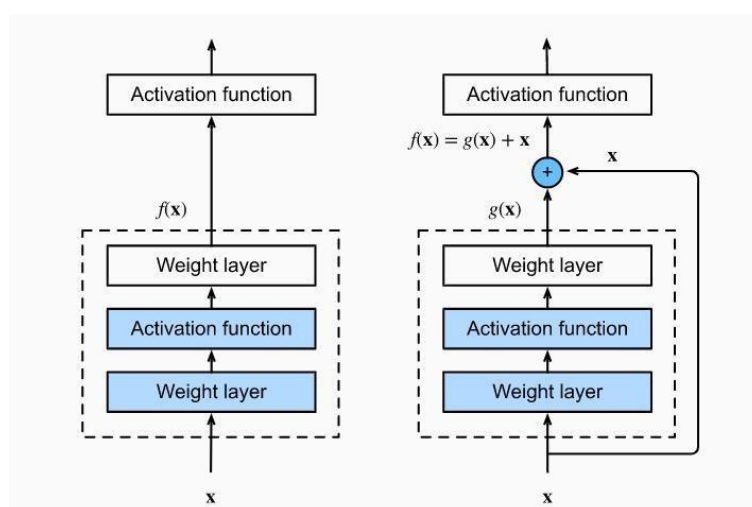 Activation function
f(x)
Weight layer
Activation function
Weight layer
x
Activation function
f(x) = g(x) + x
x
+
g(x)
Weight layer
Activation function
Weight layer
x